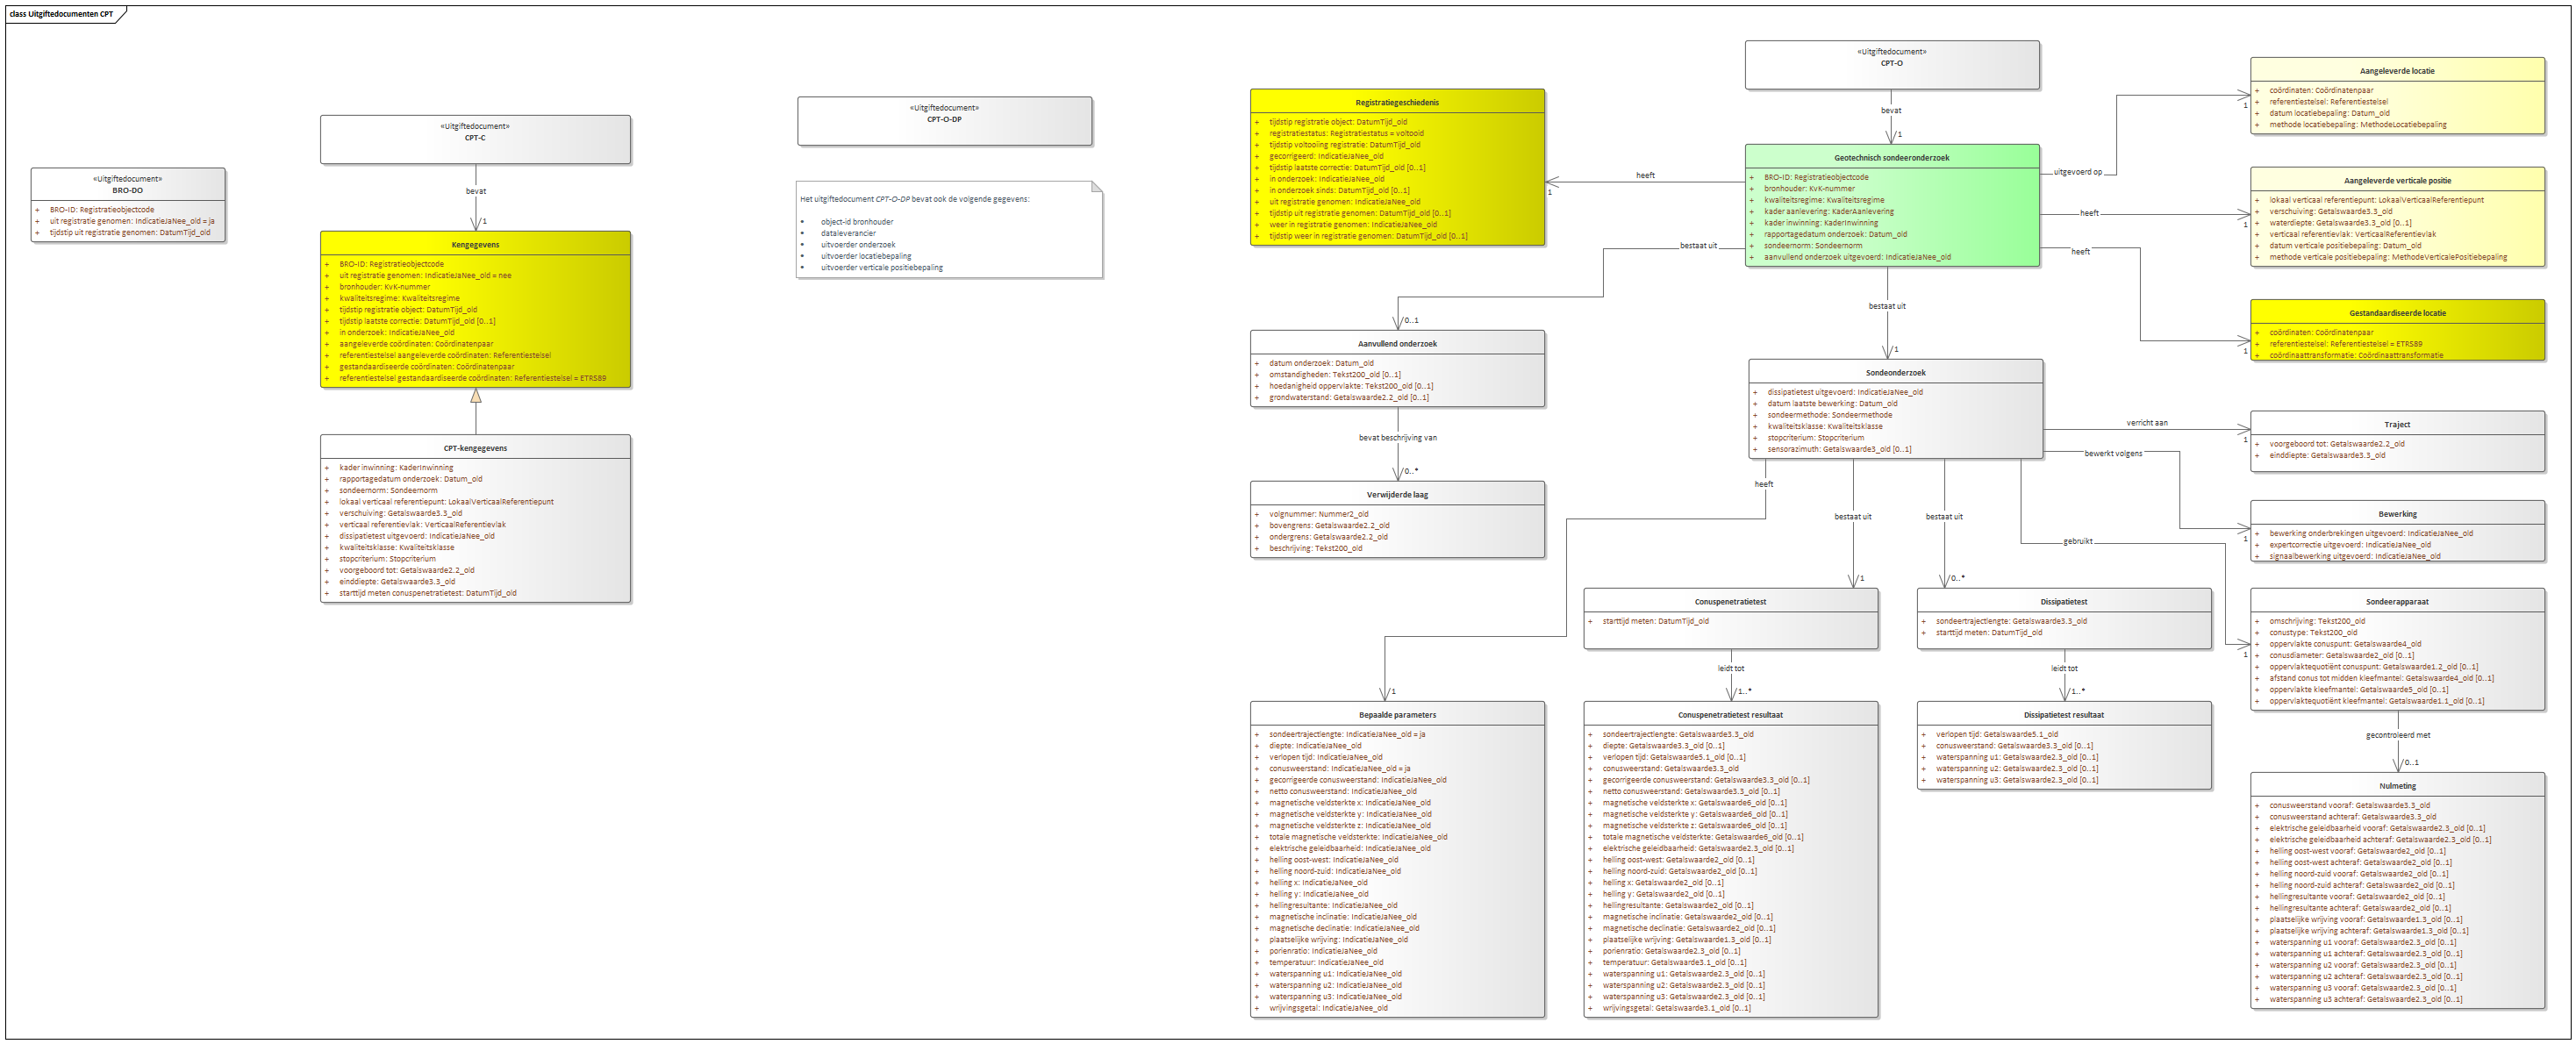 class Uitgiftedocumenten CPT
«Uitgiftedocument»
BRO-DO
+ BRO-ID: Registratieobjectcode
+ uit registratie genomen: IndicatieJaNee_old = ja
+ tijdstip uit registratie genomen: DatumTijd_old
«Uitgiftedocument»
CPT-C
bevat
1
Kengegevens
+ BRO-ID: Registratieobjectcode
+ uit registratie genomen: IndicatieJaNee_old = nee
+ bronhouder: KvK-nummer
+ kwaliteitsregime: Kwaliteitsregime
+ tijdstip registratie object: DatumTijd_old
+ tijdstip laatste correctie: DatumTijd_old [0..1]
+ in onderzoek: IndicatieJaNee_old
+ aangeleverde coördinaten: Coördinatenpaar
+ referentiestelsel aangeleverde coördinaten: Referentiestelsel
+ gestandaardiseerde coördinaten: Coördinatenpaar
+ referentiestelsel gestandaardiseerde coördinaten: Referentiestelsel = ETRS89
CPT-kengegevens
+ kader inwinning: KaderInwinning
+ rapportagedatum onderzoek: Datum_old
+ sondeernorm: Sondeernorm
+ lokaal verticaal referentiepunt: LokaalVerticaalReferentiepunt
+ verschuiving: Getalswaarde3.3_old
+ verticaal referentievlak: VerticaalReferentievlak
+ dissipatietest uitgevoerd: IndicatieJaNee_old
+ kwaliteitsklasse: Kwaliteitsklasse
+ stopcriterium: Stopcriterium
+ voorgeboord tot: Getalswaarde2.2_old
+ einddiepte: Getalswaarde3.3_old
+ starttijd meten conuspenetratietest: DatumTijd_old
«Uitgiftedocument»
CPT-O-DP
Het uitgiftedocument CPT-O-DP bevat ook de volgende gegevens:
• object-id bronhouder
• dataleverancier
• uitvoerder onderzoek
• uitvoerder locatiebepaling
• uitvoerder verticale positiebepaling
Registratiegeschiedenis
+ tijdstip registratie object: DatumTijd_old
+ registratiestatus: Registratiestatus = voltooid
+ tijdstip voltooiing registratie: DatumTijd_old
+ gecorrigeerd: IndicatieJaNee_old
+ tijdstip laatste correctie: DatumTijd_old [0..1]
+ in onderzoek: IndicatieJaNee_old
+ in onderzoek sinds: DatumTijd_old [0..1]
+ uit registratie genomen: IndicatieJaNee_old
+ tijdstip uit registratie genomen: DatumTijd_old [0..1]
+ weer in registratie genomen: IndicatieJaNee_old
+ tijdstip weer in registratie genomen: DatumTijd_old [0..1]
heeft
1
«Uitgiftedocument»
CPT-O
bevat
1
Geotechnisch sondeeronderzoek
+ BRO-ID: Registratieobjectcode
+ bronhouder: KvK-nummer
+ kwaliteitsregime: Kwaliteitsregime
+ kader aanlevering: KaderAanlevering
+ kader inwinning: KaderInwinning
+ rapportagedatum onderzoek: Datum_old
+ sondeernorm: Sondeernorm
+ aanvullend onderzoek uitgevoerd: IndicatieJaNee_old
uitgevoerd op
1
heeft
1
heeft
1
Aangeleverde locatie
+ coördinaten: Coördinatenpaar
+ referentiestelsel: Referentiestelsel
+ datum locatiebepaling: Datum_old
+ methode locatiebepaling: MethodeLocatiebepaling
Aangeleverde verticale positie
+ lokaal verticaal referentiepunt: LokaalVerticaalReferentiepunt
+ verschuiving: Getalswaarde3.3_old
+ waterdiepte: Getalswaarde3.3_old [0..1]
+ verticaal referentievlak: VerticaalReferentievlak
+ datum verticale positiebepaling: Datum_old
+ methode verticale positiebepaling: MethodeVerticalePositiebepaling
Gestandaardiseerde locatie
+ coördinaten: Coördinatenpaar
+ referentiestelsel: Referentiestelsel = ETRS89
+ coördinaattransformatie: Coördinaattransformatie
bestaat uit
0..1
Aanvullend onderzoek
+ datum onderzoek: Datum_old
+ omstandigheden: Tekst200_old [0..1]
+ hoedanigheid oppervlakte: Tekst200_old [0..1]
+ grondwaterstand: Getalswaarde2.2_old [0..1]
bevat beschrijving van
0..*
Verwijderde laag
+ volgnummer: Nummer2_old
+ bovengrens: Getalswaarde2.2_old
+ ondergrens: Getalswaarde2.2_old
+ beschrijving: Tekst200_old
bestaat uit
1
Sondeonderzoek
+ dissipatietest uitgevoerd: IndicatieJaNee_old
+ datum laatste bewerking: Datum_old
+ sondeermethode: Sondeermethode
+ kwaliteitsklasse: Kwaliteitsklasse
+ stopcriterium: Stopcriterium
+ sensorazimuth: Getalswaarde3_old [0..1]
verricht aan
1
Traject
+ voorgeboord tot: Getalswaarde2.2_old
+ einddiepte: Getalswaarde3.3_old
bewerkt volgens
1
Bewerking
+ bewerking onderbrekingen uitgevoerd: IndicatieJaNee_old
+ expertcorrectie uitgevoerd: IndicatieJaNee_old
+ signaalbewerking uitgevoerd: IndicatieJaNee_old
gebruikt
1
Sondeerapparaat
+ omschrijving: Tekst200_old
+ conustype: Tekst200_old
+ oppervlakte conuspunt: Getalswaarde4_old
+ conusdiameter: Getalswaarde2_old [0..1]
+ oppervlaktequotiënt conuspunt: Getalswaarde1.2_old [0..1]
+ afstand conus tot midden kleefmantel: Getalswaarde4_old [0..1]
+ oppervlakte kleefmantel: Getalswaarde5_old [0..1]
+ oppervlaktequotiënt kleefmantel: Getalswaarde1.1_old [0..1]
gecontroleerd met
0..1
Nulmeting
+ conusweerstand vooraf: Getalswaarde3.3_old
+ conusweerstand achteraf: Getalswaarde3.3_old
+ elektrische geleidbaarheid vooraf: Getalswaarde2.3_old [0..1]
+ elektrische geleidbaarheid achteraf: Getalswaarde2.3_old [0..1]
+ helling oost-west vooraf: Getalswaarde2_old [0..1]
+ helling oost-west achteraf: Getalswaarde2_old [0..1]
+ helling noord-zuid vooraf: Getalswaarde2_old [0..1]
+ helling noord-zuid achteraf: Getalswaarde2_old [0..1]
+ hellingresultante vooraf: Getalswaarde2_old [0..1]
+ hellingresultante achteraf: Getalswaarde2_old [0..1]
+ plaatselijke wrijving vooraf: Getalswaarde1.3_old [0..1]
+ plaatselijke wrijving achteraf: Getalswaarde1.3_old [0..1]
+ waterspanning u1 vooraf: Getalswaarde2.3_old [0..1]
+ waterspanning u1 achteraf: Getalswaarde2.3_old [0..1]
+ waterspanning u2 vooraf: Getalswaarde2.3_old [0..1]
+ waterspanning u2 achteraf: Getalswaarde2.3_old [0..1]
+ waterspanning u3 vooraf: Getalswaarde2.3_old [0..1]
+ waterspanning u3 achteraf: Getalswaarde2.3_old [0..1]
heeft
1
Bepaalde parameters
+ sondeertrajectlengte: IndicatieJaNee_old = ja
+ diepte: IndicatieJaNee_old
+ verlopen tijd: IndicatieJaNee_old
+ conusweerstand: IndicatieJaNee_old = ja
+ gecorrigeerde conusweerstand: IndicatieJaNee_old
+ netto conusweerstand: IndicatieJaNee_old
+ magnetische veldsterkte x: IndicatieJaNee_old
+ magnetische veldsterkte y: IndicatieJaNee_old
+ magnetische veldsterkte z: IndicatieJaNee_old
+ totale magnetische veldsterkte: IndicatieJaNee_old
+ elektrische geleidbaarheid: IndicatieJaNee_old
+ helling oost-west: IndicatieJaNee_old
+ helling noord-zuid: IndicatieJaNee_old
+ helling x: IndicatieJaNee_old
+ helling y: IndicatieJaNee_old
+ hellingresultante: IndicatieJaNee_old
+ magnetische inclinatie: IndicatieJaNee_old
+ magnetische declinatie: IndicatieJaNee_old
+ plaatselijke wrijving: IndicatieJaNee_old
+ porienratio: IndicatieJaNee_old
+ temperatuur: IndicatieJaNee_old
+ waterspanning u1: IndicatieJaNee_old
+ waterspanning u2: IndicatieJaNee_old
+ waterspanning u3: IndicatieJaNee_old
+ wrijvingsgetal: IndicatieJaNee_old
bestaat uit
1
Conuspenetratietest
+ starttijd meten: DatumTijd_old
leidt tot
1..*
Conuspenetratietest resultaat
+ sondeertrajectlengte: Getalswaarde3.3_old
+ diepte: Getalswaarde3.3_old [0..1]
+ verlopen tijd: Getalswaarde5.1_old [0..1]
+ conusweerstand: Getalswaarde3.3_old
+ gecorrigeerde conusweerstand: Getalswaarde3.3_old [0..1]
+ netto conusweerstand: Getalswaarde3.3_old [0..1]
+ magnetische veldsterkte x: Getalswaarde6_old [0..1]
+ magnetische veldsterkte y: Getalswaarde6_old [0..1]
+ magnetische veldsterkte z: Getalswaarde6_old [0..1]
+ totale magnetische veldsterkte: Getalswaarde6_old [0..1]
+ elektrische geleidbaarheid: Getalswaarde2.3_old [0..1]
+ helling oost-west: Getalswaarde2_old [0..1]
+ helling noord-zuid: Getalswaarde2_old [0..1]
+ helling x: Getalswaarde2_old [0..1]
+ helling y: Getalswaarde2_old [0..1]
+ hellingresultante: Getalswaarde2_old [0..1]
+ magnetische inclinatie: Getalswaarde2_old [0..1]
+ magnetische declinatie: Getalswaarde2_old [0..1]
+ plaatselijke wrijving: Getalswaarde1.3_old [0..1]
+ porienratio: Getalswaarde2.3_old [0..1]
+ temperatuur: Getalswaarde3.1_old [0..1]
+ waterspanning u1: Getalswaarde2.3_old [0..1]
+ waterspanning u2: Getalswaarde2.3_old [0..1]
+ waterspanning u3: Getalswaarde2.3_old [0..1]
+ wrijvingsgetal: Getalswaarde3.1_old [0..1]
bestaat uit
0..*
Dissipatietest
+ sondeertrajectlengte: Getalswaarde3.3_old
+ starttijd meten: DatumTijd_old
leidt tot
1..*
Dissipatietest resultaat
+ verlopen tijd: Getalswaarde5.1_old
+ conusweerstand: Getalswaarde3.3_old [0..1]
+ waterspanning u1: Getalswaarde2.3_old [0..1]
+ waterspanning u2: Getalswaarde2.3_old [0..1]
+ waterspanning u3: Getalswaarde2.3_old [0..1]